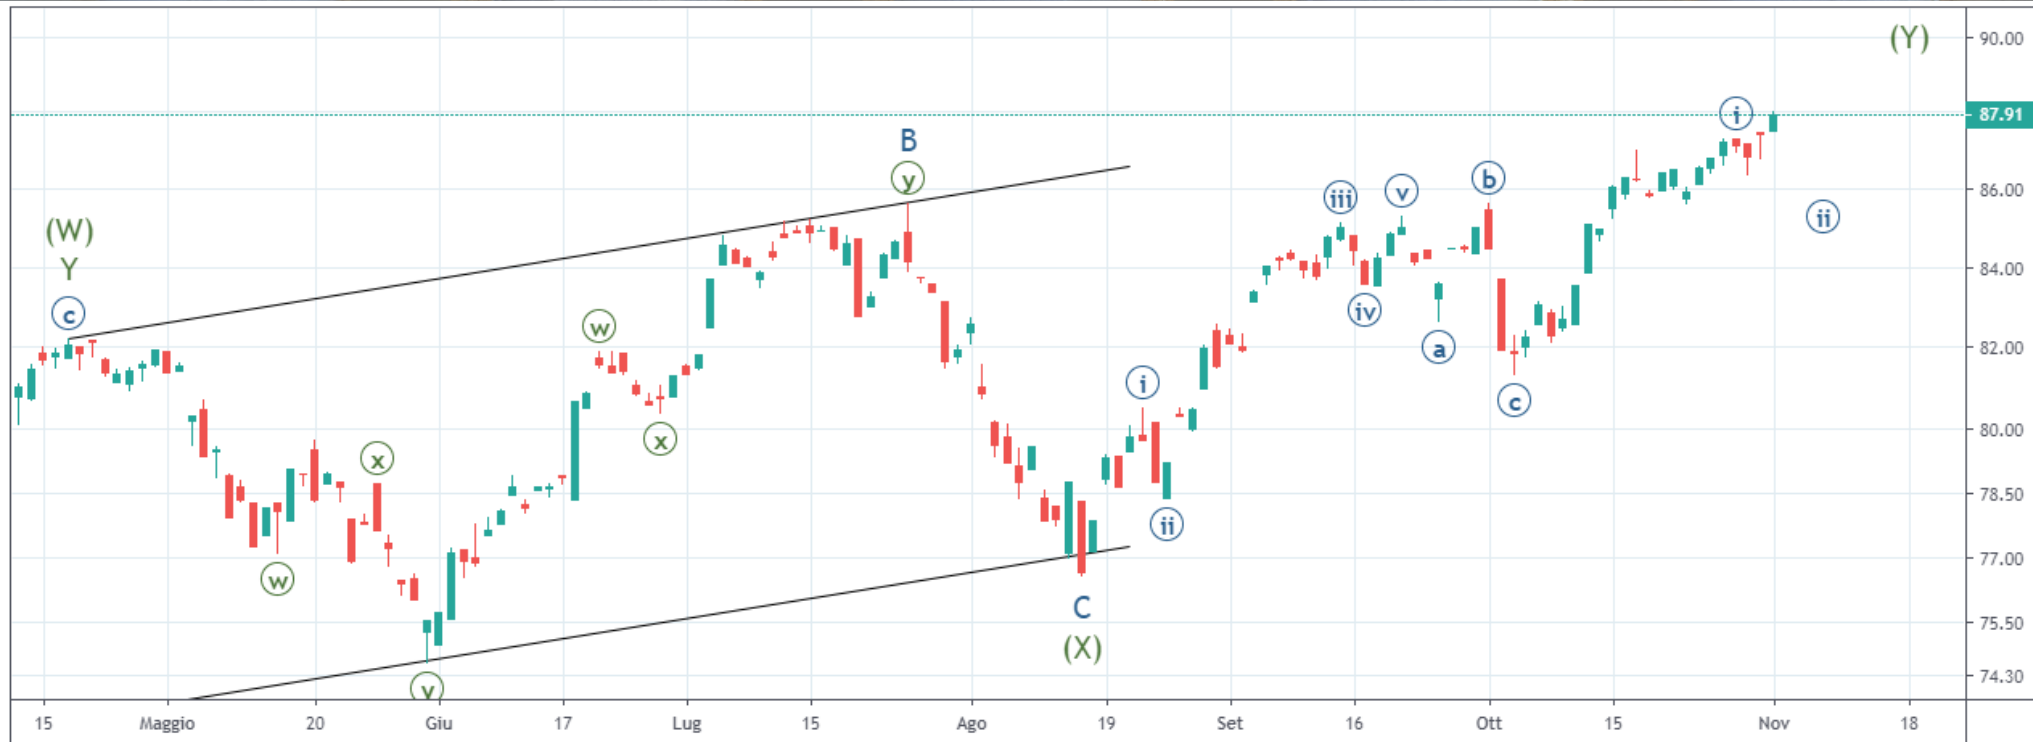 90.00
(Y)
i
87.91
B
y
b
86.00
iii
v
(W)
Y
ii
84.00
c
w
iv
82.00
a
i
c
x
80.00
x
78.50
ii
w
77.00
C
75.50
(X)
74.30
y
15 Maggio 20 Giu 17 Lug 15 Ago 19 Set 16 Ott 15 Nov 18